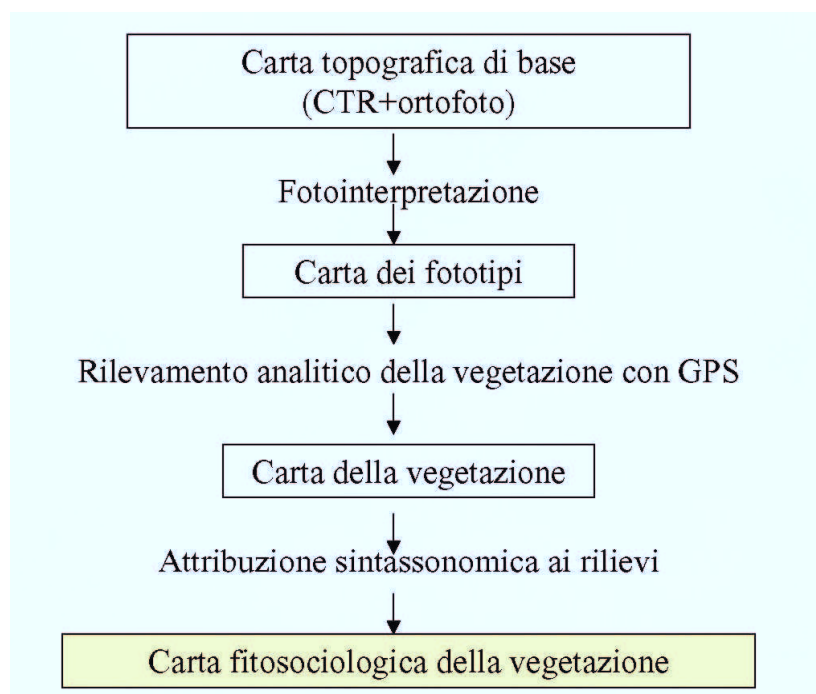 Carta topografica di base
(CTR+ortofoto)
Fotointerpretazione
Carta dei fototipi
Rilevamento analitico della vegetazione con GPS
Carta della vegetazione
Attribuzione sintassonomica ai rilievi
Carta fitosociologica della vegetazione